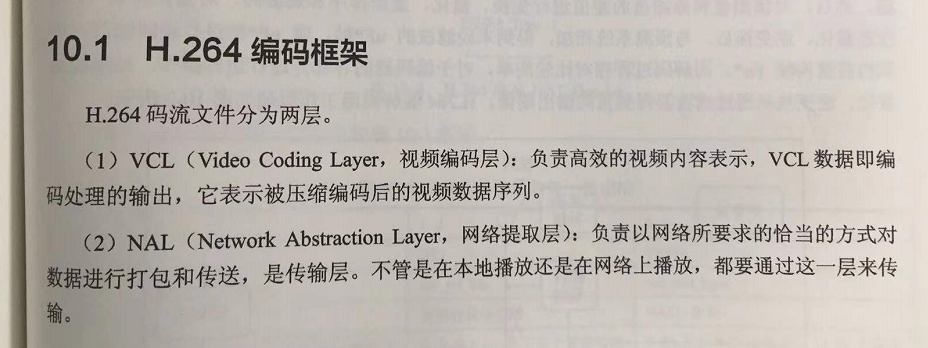 10.1 H.264 编码框架
H.264 码流文件分为两层。
（1）VCL（Video Coding Layer，视频编码层）：负责高效的视频内容表示，VCL 数据即编
码处理的输出，它表示被压缩编码后的视频数据序列。
（2）NAL（Network Abstraction Layer，网络提取层）：负责以网络所要求的恰当的方式对
数据进行打包和传送，是传输层。不管是在本地播放还是在网络上播放，都要通过这一层来传
输。